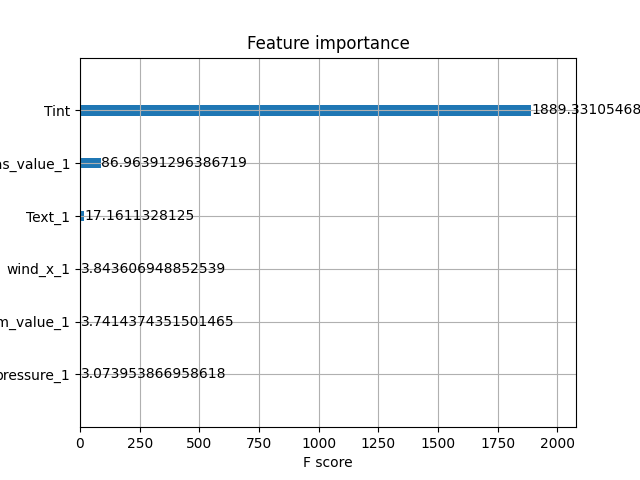 Feature importance
Tint
1889.33105468
s_value_1
86.96391296386719
Text_1
17.1611328125
wind_x_1
3.843606948852539
m_value_1
3.7414374351501465
pressure_1
3.073953866958618
0 250 500 750 1000 1250 1500 1750 2000
F score